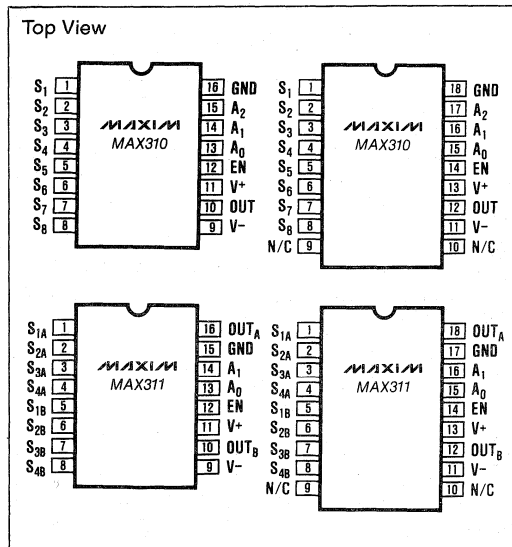 Top View
S1 1 16 GND
S2 2 15 A2
S3 3 14 A1
S4 4 13 A0
S5 5 12 EN
S6 6 11 V+
S7 7 10 OUT
S8 8 9 V−
MAXIM
MAX310
S1 1 18 GND
S2 2 17 A2
S3 3 16 A1
S4 4 15 A0
S5 5 14 EN
S6 6 13 V+
S7 7 12 OUT
S8 8 11 V−
N/C 9 10 N/C
MAXIM
MAX310
S1A 1 16 OUTA
S2A 2 15 GND
S3A 3 14 A1
S4A 4 13 A0
S1B 5 12 EN
S2B 6 11 V+
S3B 7 10 OUTB
S4B 8 9 V−
MAXIM
MAX311
S1A 1 18 OUTA
S2A 2 17 GND
S3A 3 16 A1
S4A 4 15 A0
S1B 5 14 EN
S2B 6 13 V+
S3B 7 12 OUTB
S4B 8 11 V−
N/C 9 10 N/C
MAXIM
MAX311